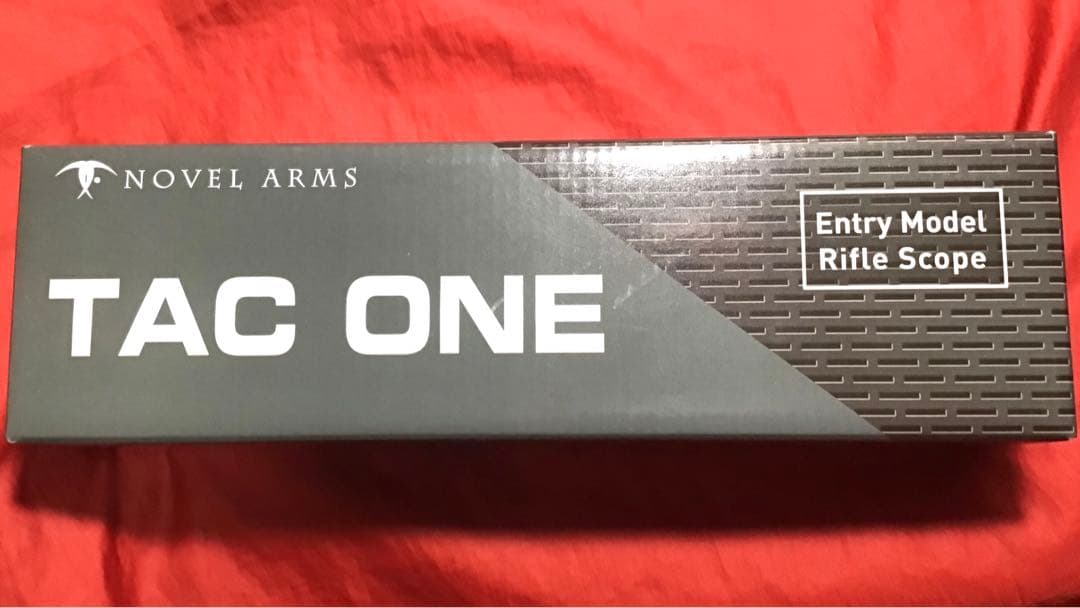 NOVEL ARMS
TAC ONE
Entry Model
Rifle Scope